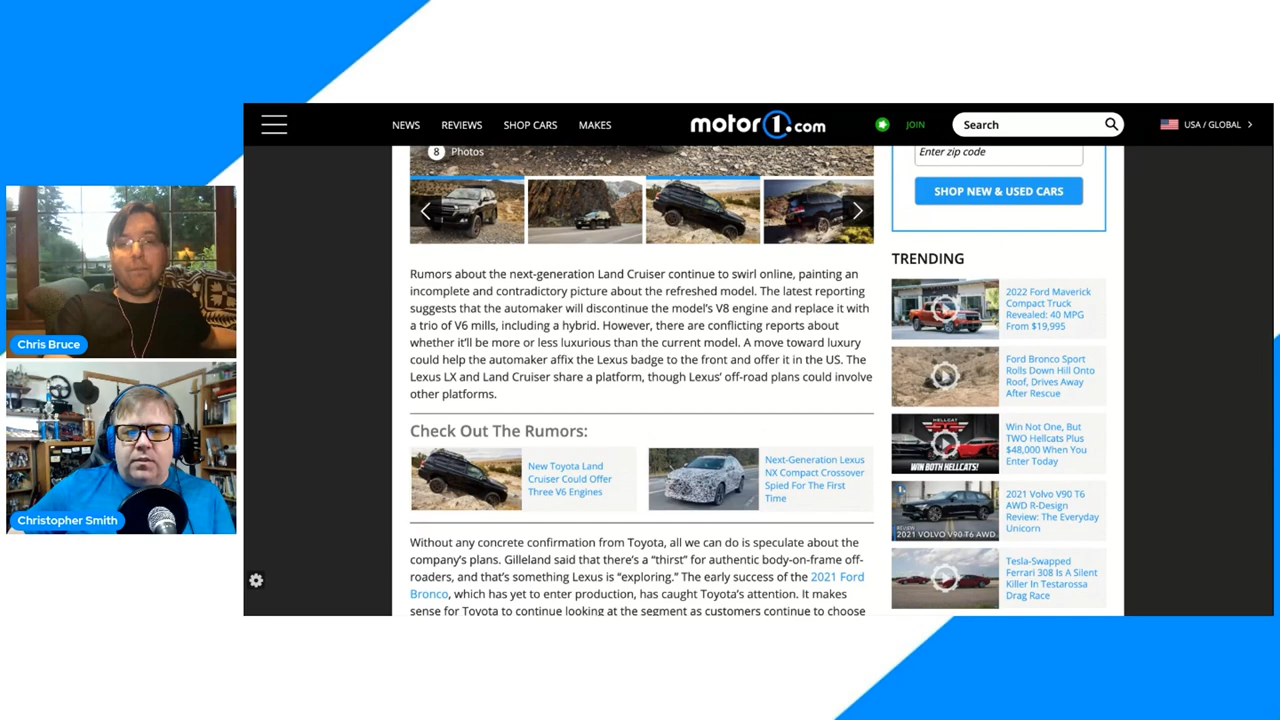 NEWS REVIEWS SHOP CARS MAKES
motor1.com
JOIN
Search
USA / GLOBAL
8 Photos
Enter zip code
SHOP NEW & USED CARS
Rumors about the next-generation Land Cruiser continue to swirl online, painting an
incomplete and contradictory picture about the refreshed model. The latest reporting
suggests that the automaker will discontinue the model's V8 engine and replace it with
a trio of V6 mills, including a hybrid. However, there are conflicting reports about
whether it'll be more or less luxurious than the current model. A move toward luxury
could help the automaker affix the Lexus badge to the front and offer it in the US. The
Lexus LX and Land Cruiser share a platform, though Lexus' off-road plans could involve
other platforms.
Check Out The Rumors:
New Toyota Land
Cruiser Could Offer
Three V6 Engines
Next-Generation Lexus
NX Compact Crossover
Spied For The First
Time
Without any concrete confirmation from Toyota, all we can do is speculate about the
company's plans. Gilleland said that there's a "thirst" for authentic body-on-frame off-
roaders, and that's something Lexus is "exploring." The early success of the 2021 Ford
Bronco, which has yet to enter production, has caught Toyota's attention. It makes
sense for Toyota to continue looking at the segment as customers continue to choose
TRENDING
2022 Ford Maverick
Compact Truck
Revealed: 40 MPG
From $19,995
Ford Bronco Sport
Rolls Down Hill Onto
Roof, Drives Away
After Rescue
HELLCAT
WIN BOTH HELLCATS!
Win Not One, But
TWO Hellcats Plus
$48,000 When You
Enter Today
REVIEW
2021 VOLVO V90 T6 AWD
2021 Volvo V90 T6
AWD R-Design
Review: The Everyday
Unicorn
Tesla-Swapped
Ferrari 308 Is A Silent
Killer In Testarossa
Drag Race
Chris Bruce
Christopher Smith